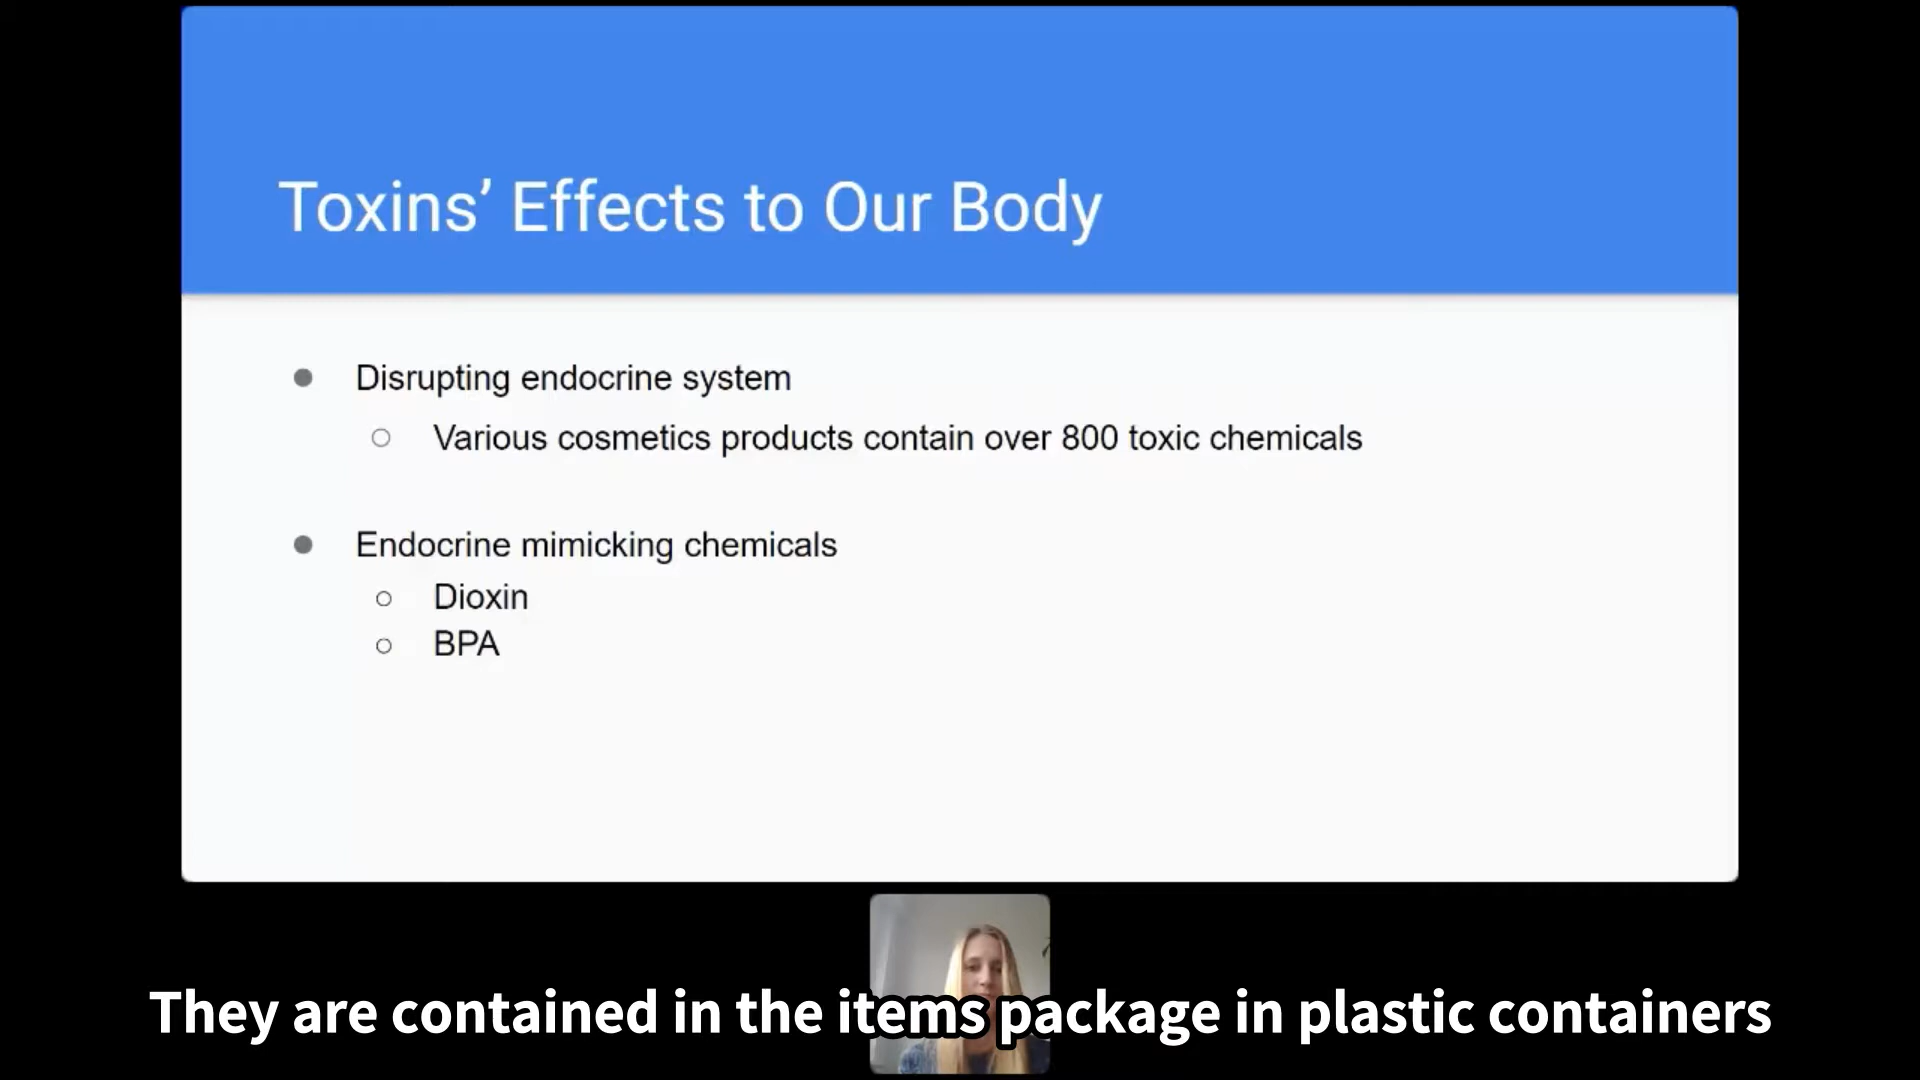 Toxins’ Effects to Our Body
Disrupting endocrine system
Various cosmetics products contain over 800 toxic chemicals
Endocrine mimicking chemicals
Dioxin
BPA
They are contained in the items package in plastic containers